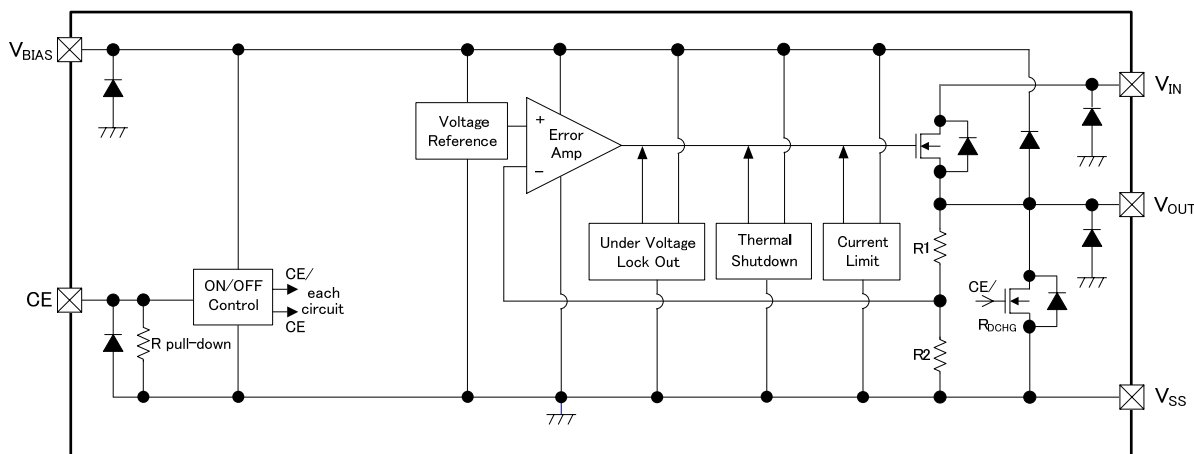 VBIAS
VIN
Voltage
Reference
+
Error
Amp
−
VOUT
Under Voltage
Lock Out
Thermal
Shutdown
Current
Limit
R1
CE
ON/OFF
Control
CE/
each
circuit
CE
R pull-down
CE/
RDCHG
R2
VSS